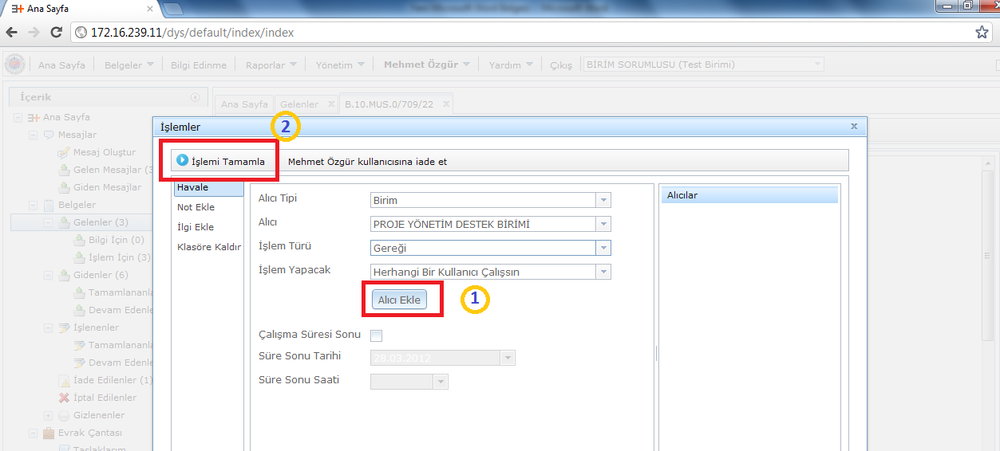 Ana Sayfa
172.16.239.11/dys/default/index/index
Ana Sayfa Belgeler Bilgi Edinme Raporlar Yönetim Mehmet Özgür Yardım Çıkış BİRİM SORUMLUSU (Test Birimi)
İçerik
Ana Sayfa Gelenler B.10.MUS.0/709/22
Ana Sayfa
Mesajlar
Mesaj Oluştur
Gelen Mesajlar (3
Giden Mesajlar
Belgeler
Gelenler (3)
Bilgi İçin (0)
İşlem İçin (3)
Gidenler (6)
Tamamlananla
Devam Edenle
İşlenenler
Tamamlananla
Devam Edenle
İade Edilenler (1)
İptal Edilenler
Gizlenenler
Evrak Çantası
Taslaklarım
İşlemler
2
İşlemi Tamamla Mehmet Özgür kullanıcısına iade et
Havale
Not Ekle
İlgi Ekle
Klasöre Kaldır
Alıcı Tipi Birim
Alıcı PROJE YÖNETİM DESTEK BİRİMİ
İşlem Türü Gereği
İşlem Yapacak Herhangi Bir Kullanıcı Çalışsın
Alıcı Ekle 1
Çalışma Süresi Sonu
Süre Sonu Tarihi 28.03.2012
Süre Sonu Saati
Alıcılar